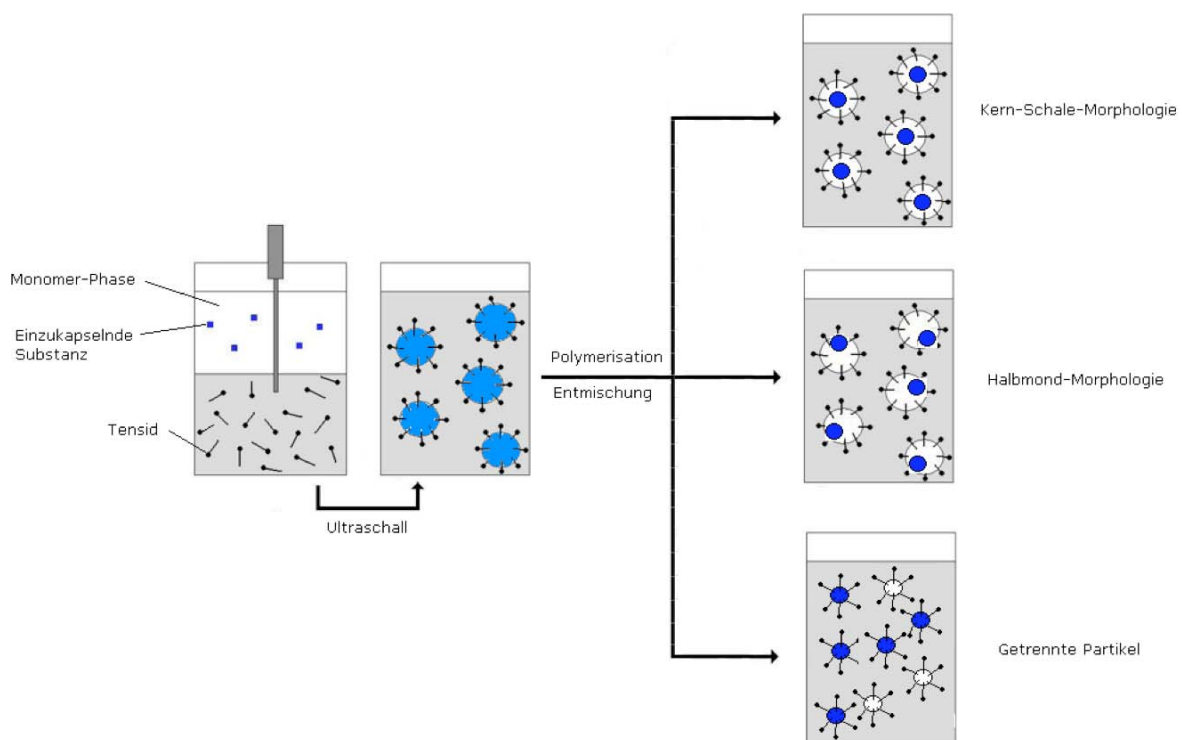 Monomer-Phase
Einzukapselnde
Substanz
Tensid
Ultraschall
Polymerisation
Entmischung
Kern-Schale-Morphologie
Halbmond-Morphologie
Getrennte Partikel